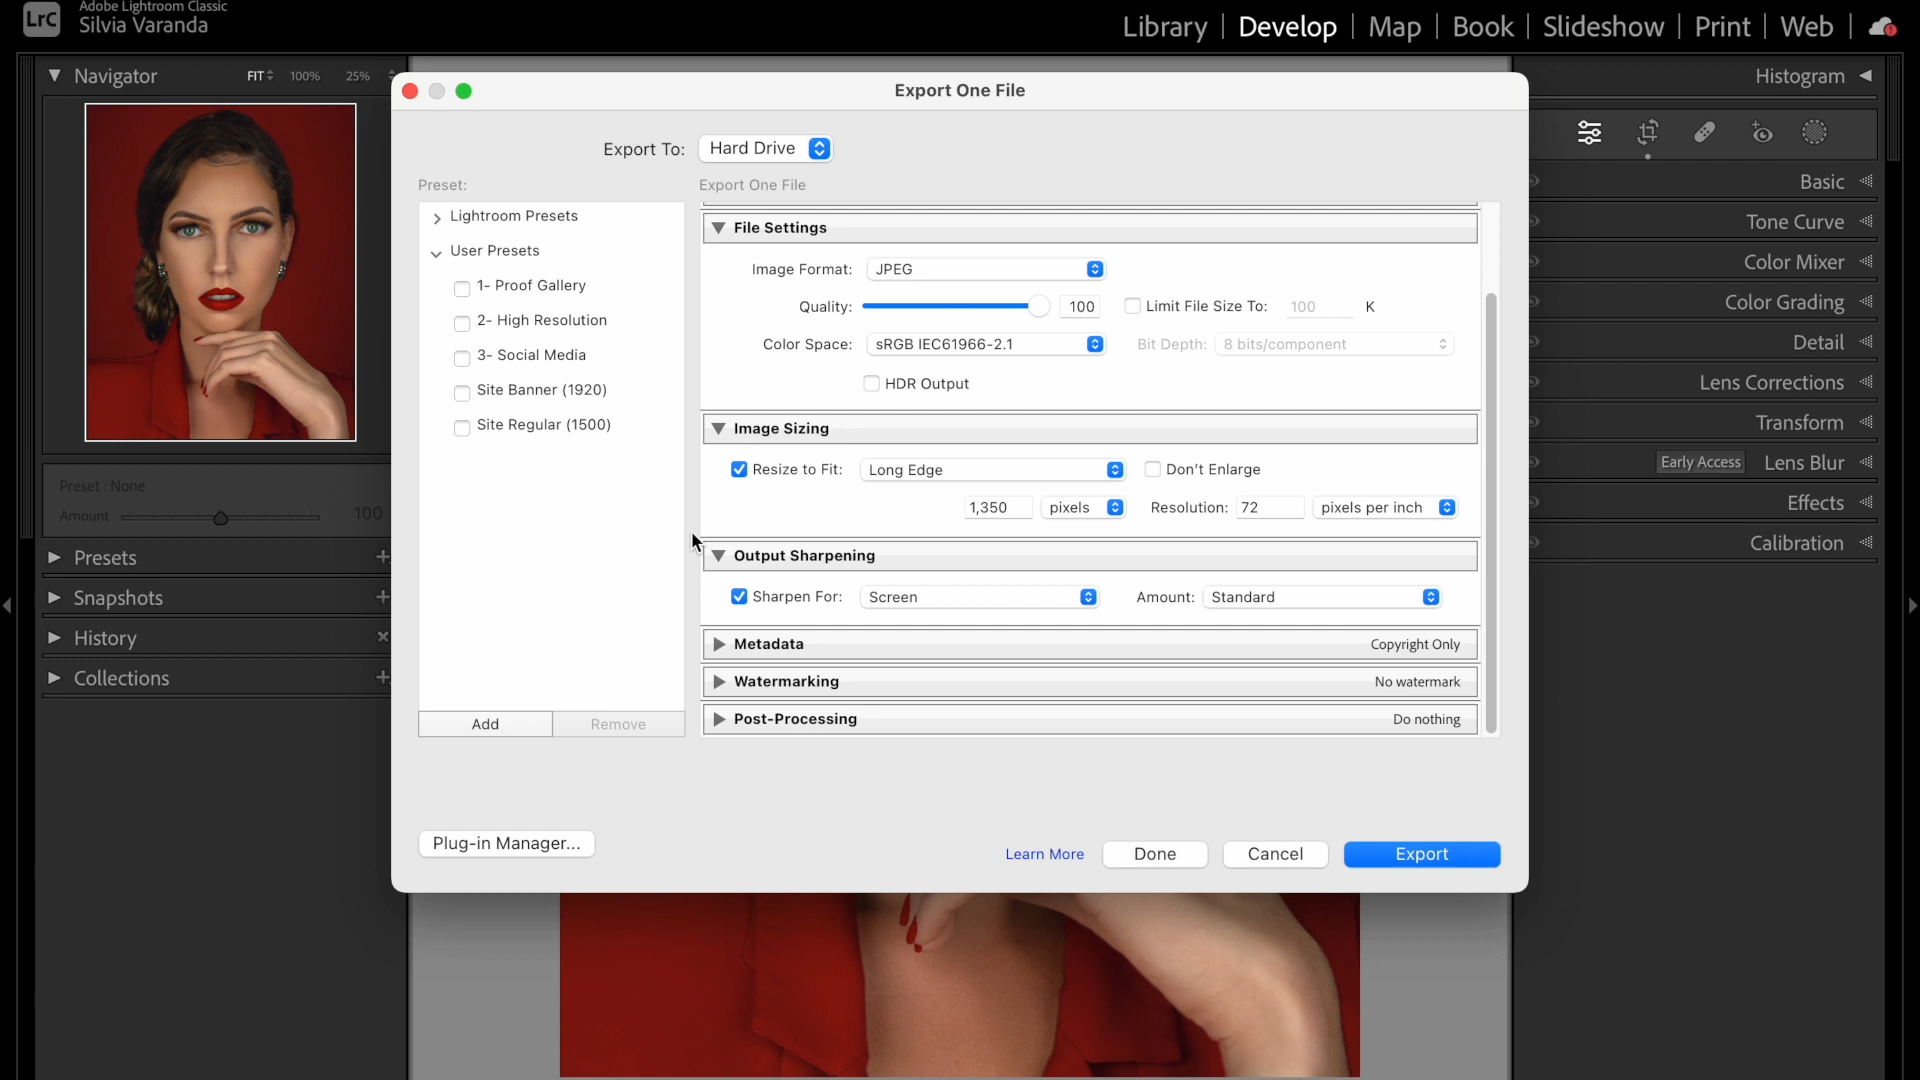 LrC
Adobe Lightroom Classic
Silvia Varanda
Library | Develop | Map | Book | Slideshow | Print | Web
Navigator FIT 100% 25%
Preset : None
Amount 100
Presets
Snapshots
History
Collections
Export One File
Export To: Hard Drive
Preset:
Lightroom Presets
User Presets
1- Proof Gallery
2- High Resolution
3- Social Media
Site Banner (1920)
Site Regular (1500)
Add Remove
Export One File
File Settings
Image Format: JPEG
Quality: 100 Limit File Size To: 100 K
Color Space: sRGB IEC61966-2.1 Bit Depth: 8 bits/component
HDR Output
Image Sizing
Resize to Fit: Long Edge Don't Enlarge
1,350 pixels Resolution: 72 pixels per inch
Output Sharpening
Sharpen For: Screen Amount: Standard
Metadata Copyright Only
Watermarking No watermark
Post-Processing Do nothing
Plug-in Manager...
Learn More Done Cancel Export
Histogram
Basic
Tone Curve
Color Mixer
Color Grading
Detail
Lens Corrections
Transform
Early Access Lens Blur
Effects
Calibration